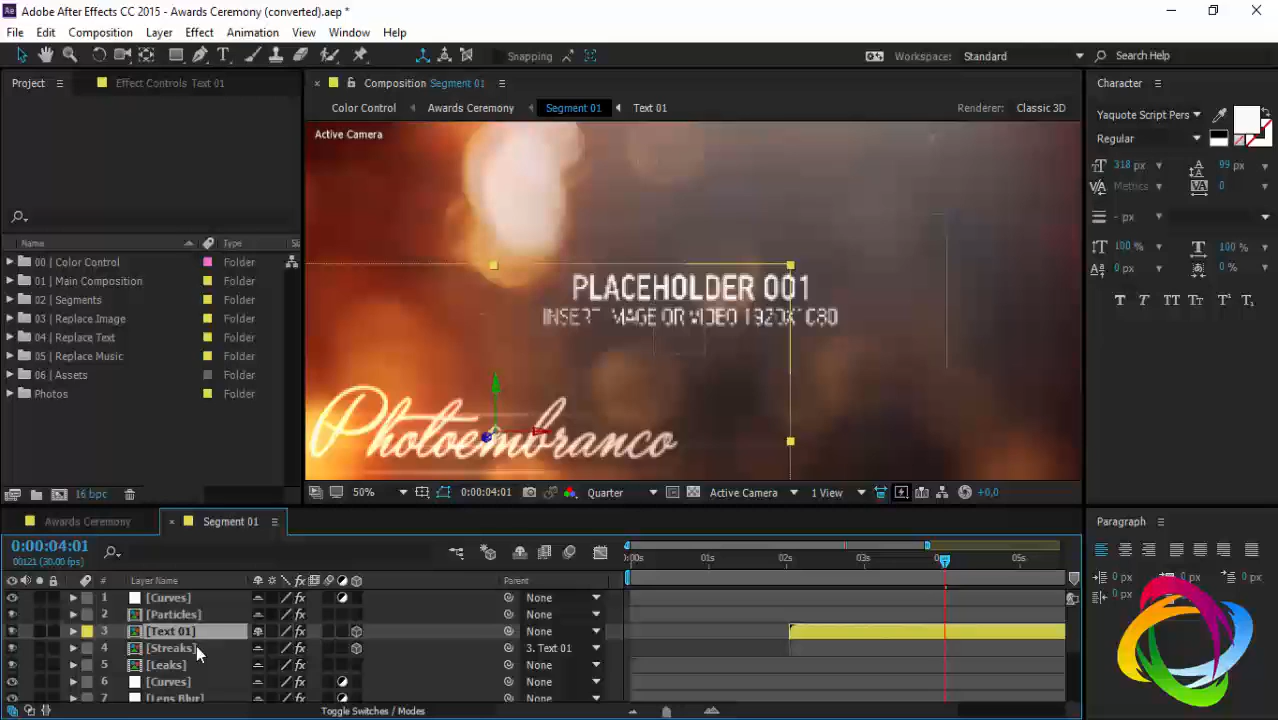 Adobe After Effects CC 2015 - Awards Ceremony (converted).aep *
File Edit Composition Layer Effect Animation View Window Help
Snapping Workspace: Standard Search Help
Project Effect Controls Text 01 Composition Segment 01 Character
Color Control Awards Ceremony Segment 01 Text 01 Renderer: Classic 3D
Yaquote Script Pers
Active Camera
Regular
318 px 99 px
Metrics 0
- px
Name Type
100 % 100 %
0 px 0 %
00 | Color Control Folder
01 | Main Composition Folder
02 | Segments Folder
03 | Replace Image Folder
04 | Replace Text Folder
05 | Replace Music Folder
06 | Assets Folder
Photos Folder
PLACEHOLDER 001
INSERT IMAGE OR VIDEO 1920X1080
Photoembranco
T T TT Tт T¹ T₁
16 bpc
50% 0:00:04:01 Quarter Active Camera 1 View +0,0
Awards Ceremony Segment 01 Paragraph
0:00:04:01
00121 (30.00 fps)
:00s 01s 02s 03s 05s
# Layer Name Parent
1 [Curves] None
2 [Particles] None
3 [Text 01] None
4 [Streaks] 3. Text 01
5 [Leaks] None
6 [Curves] None
7 [Lens Blur] None
0 px 0 px 0 px
0 px
Toggle Switches / Modes